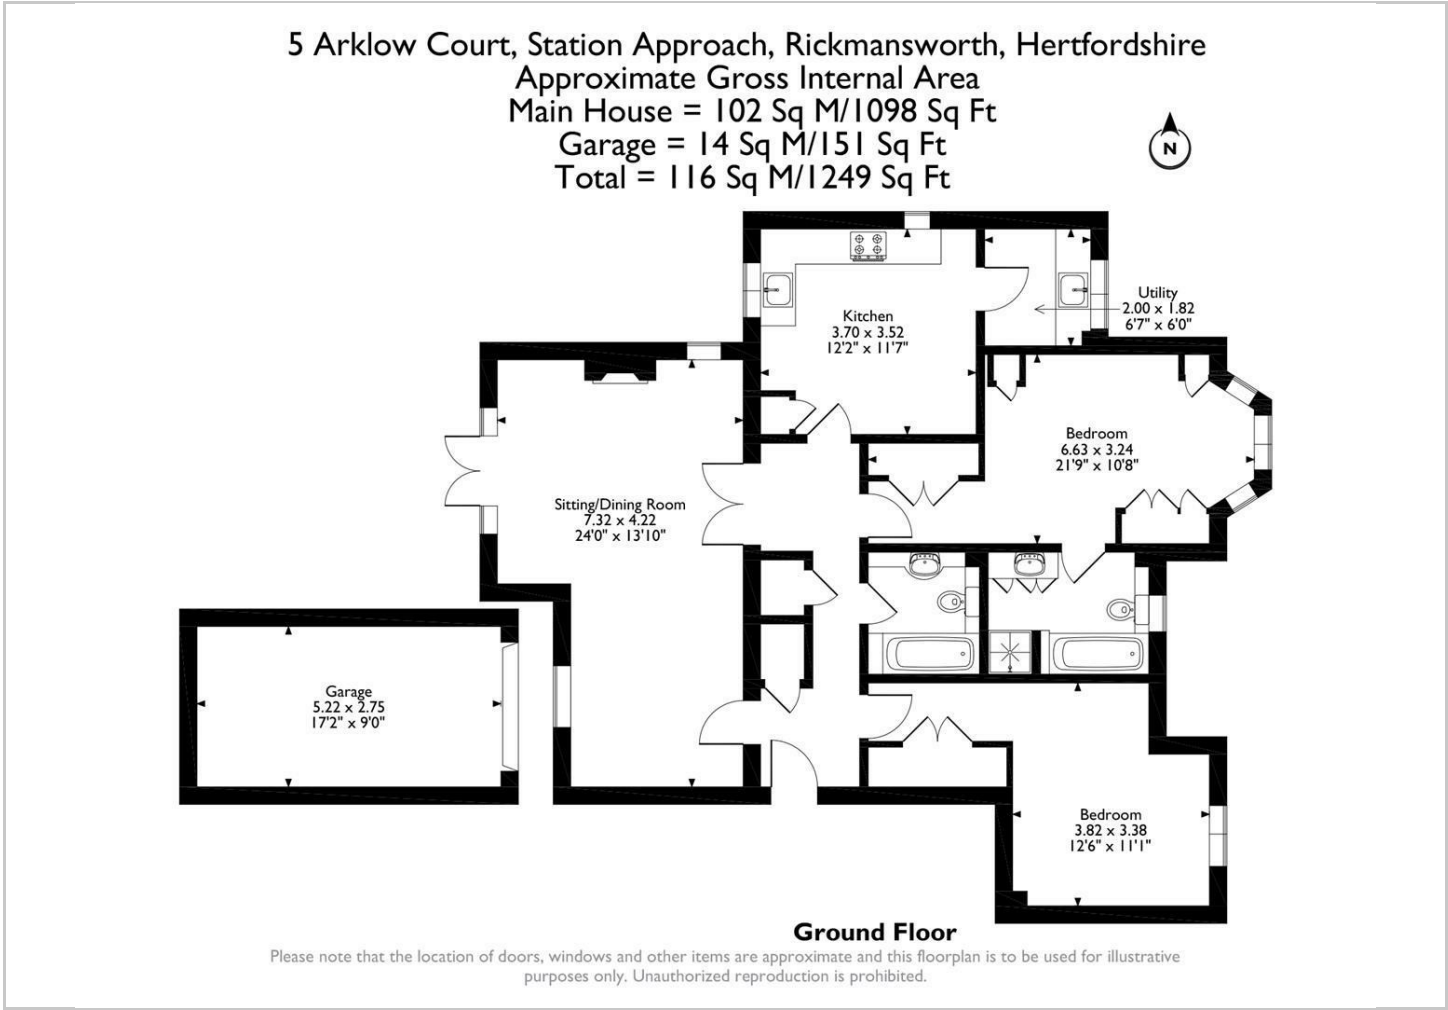 5 Arklow Court, Station Approach, Rickmansworth, Hertfordshire
Approximate Gross Internal Area
Main House = 102 Sq M/1098 Sq Ft
Garage = 14 Sq M/151 Sq Ft
Total = 116 Sq M/1249 Sq Ft
N
Utility
2.00 x 1.82
6'7" x 6'0"
Kitchen
3.70 x 3.52
12'2" x 11'7"
Bedroom
6.63 x 3.24
21'9" x 10'8"
Sitting/Dining Room
7.32 x 4.22
24'0" x 13'10"
Garage
5.22 x 2.75
17'2" x 9'0"
Bedroom
3.82 x 3.38
12'6" x 11'1"
Ground Floor
Please note that the location of doors, windows and other items are approximate and this floorplan is to be used for illustrative
purposes only. Unauthorized reproduction is prohibited.